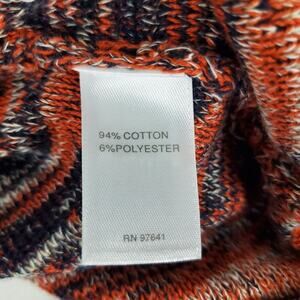 94% COTTON
6% POLYESTER
RN 97641